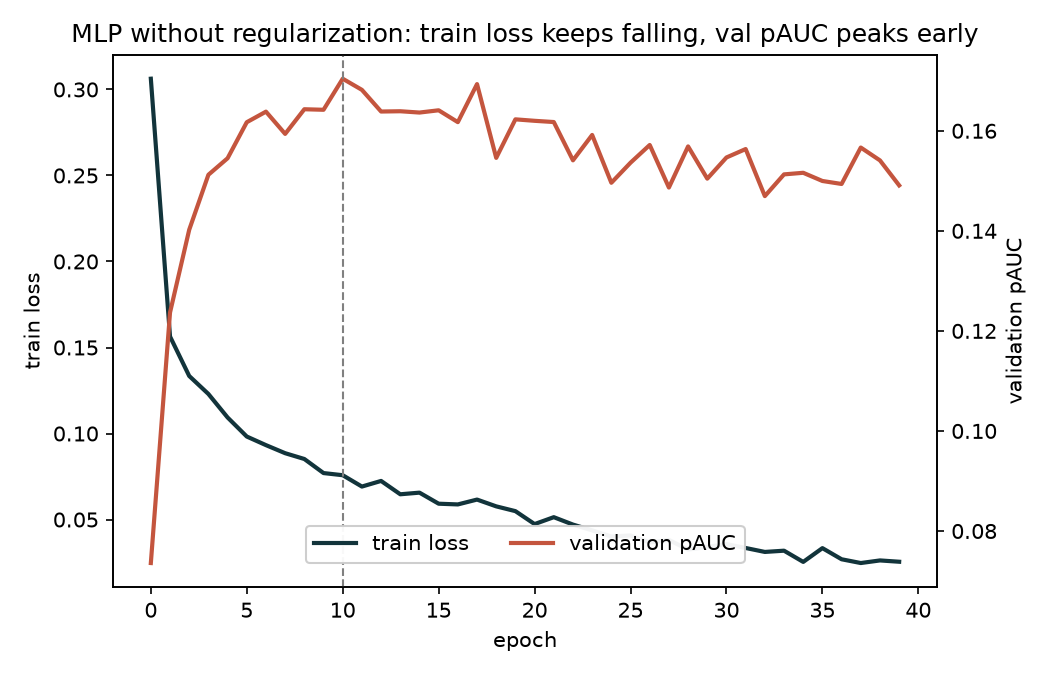 MLP without regularization: train loss keeps falling, val pAUC peaks early
train loss
0.30
0.25
0.20
0.15
0.10
0.05
validation pAUC
0.16
0.14
0.12
0.10
0.08
train loss validation pAUC
0 5 10 15 20 25 30 35 40
epoch